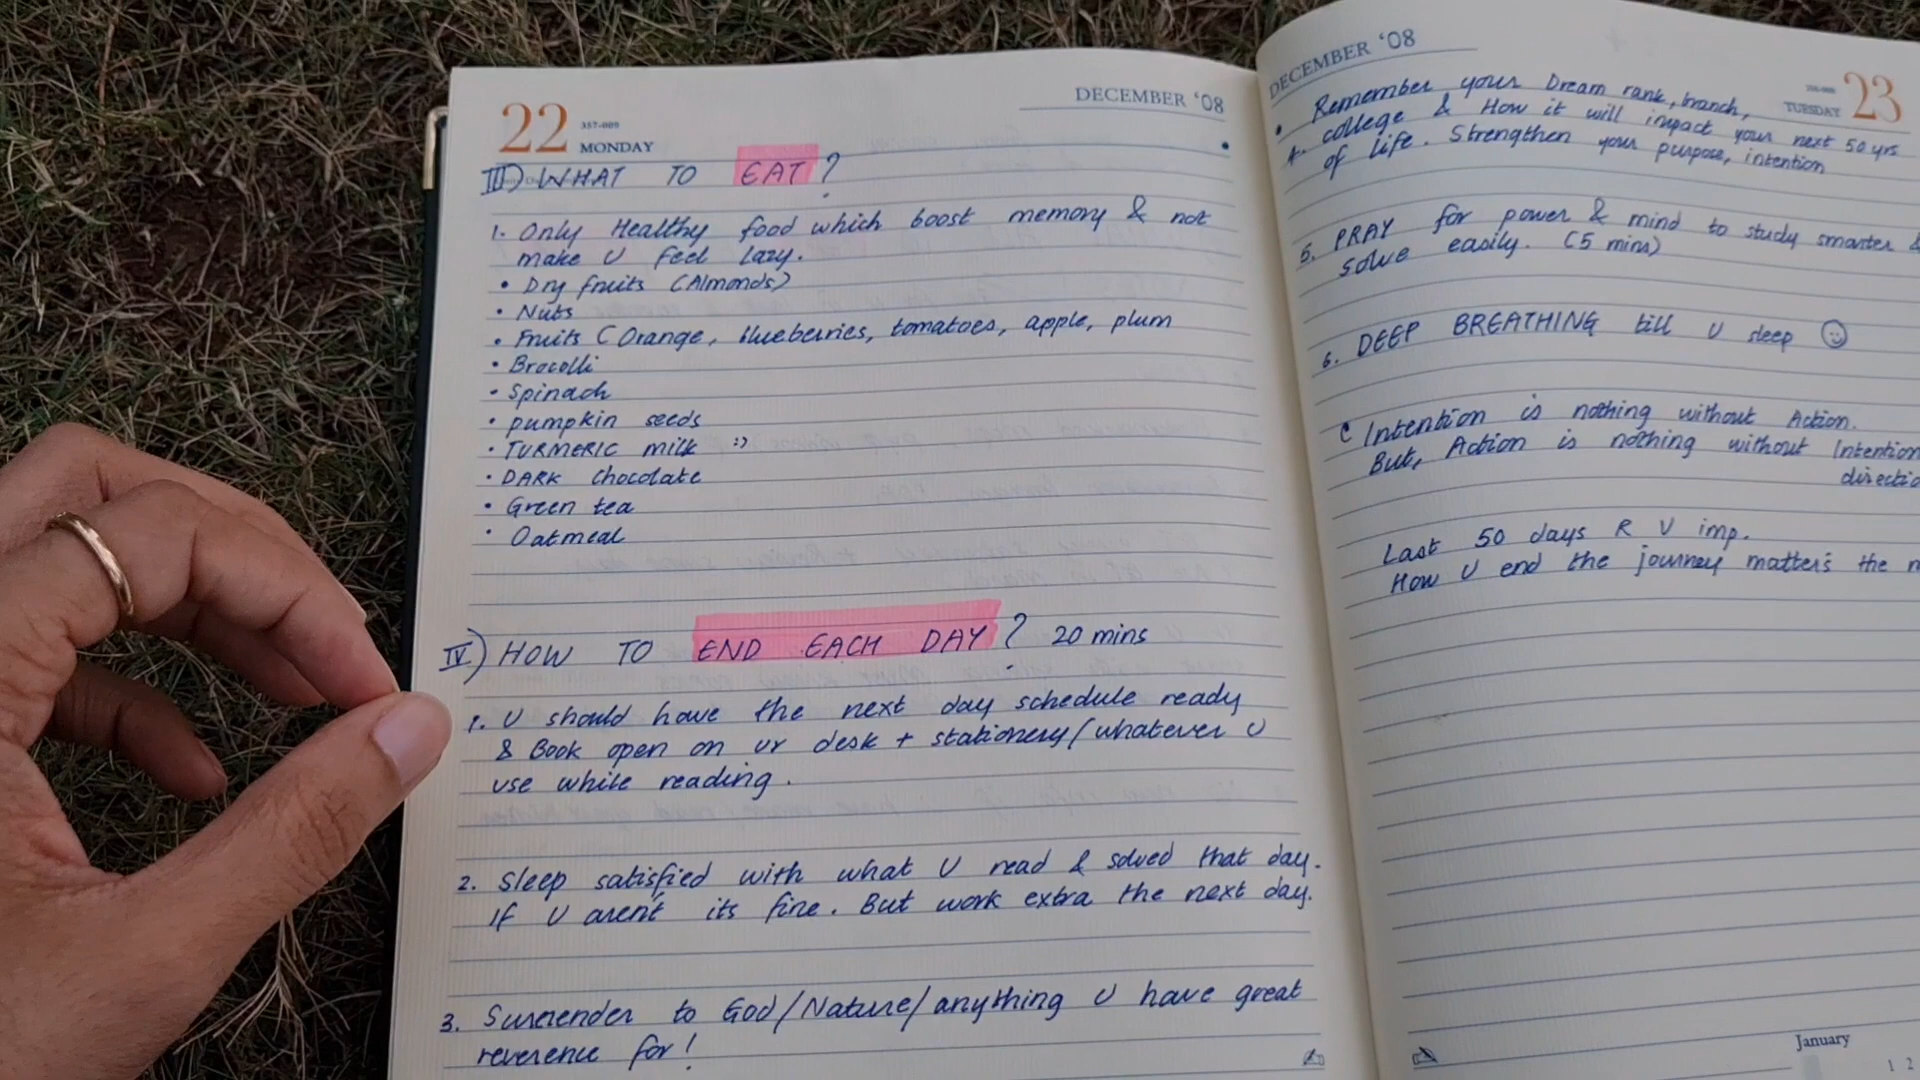 22
357-009
MONDAY
DECEMBER '08
III) WHAT TO EAT?
1. Only Healthy food which boost memory & not
make U feel lazy.
• Dry fruits (Almonds)
• Nuts
• Fruits (Orange, blueberries, tomatoes, apple, plum
• Brocolli
• Spinach
• pumpkin seeds
• TURMERIC milk :)
• DARK chocolate
• Green tea
• Oatmeal
IV) HOW TO END EACH DAY? 20 mins
1. U should have the next day schedule ready
& Book open on ur desk + stationery/whatever U
use while reading.
2. Sleep satisfied with what U read & solved that day.
If U aren't its fine. But work extra the next day.
3. Surrender to God/Nature/anything U have great
reverence for!
DECEMBER '08
TUESDAY
23
• Remember your Dream rank, branch,
4. college & How it will impact your next 50 yrs
of life. Strengthen your purpose, intention
5. PRAY for power & mind to study smarter &
solve easily. (5 mins)
6. DEEP BREATHING till U sleep
Intention is nothing without Action.
But, Action is nothing without Intention
directio
Last 50 days R V imp.
How U end the journey matters the m
January
1 2